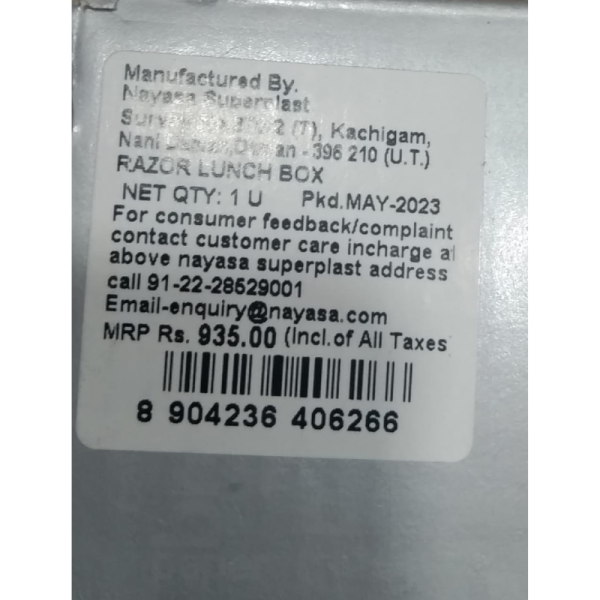 Manufactured By.
Nayasa Superplast
2 (T), Kachigam,
Nani - 396 210 (U.T.)
RAZOR LUNCH BOX
NET QTY: 1 U Pkd.MAY-2023
For consumer feedback/complaint
contact customer care incharge at
above nayasa superplast address
call 91-22-28529001
Email-enquiry@nayasa.com
MRP Rs. 935.00 (Incl.of All Taxes
8 904236 406266